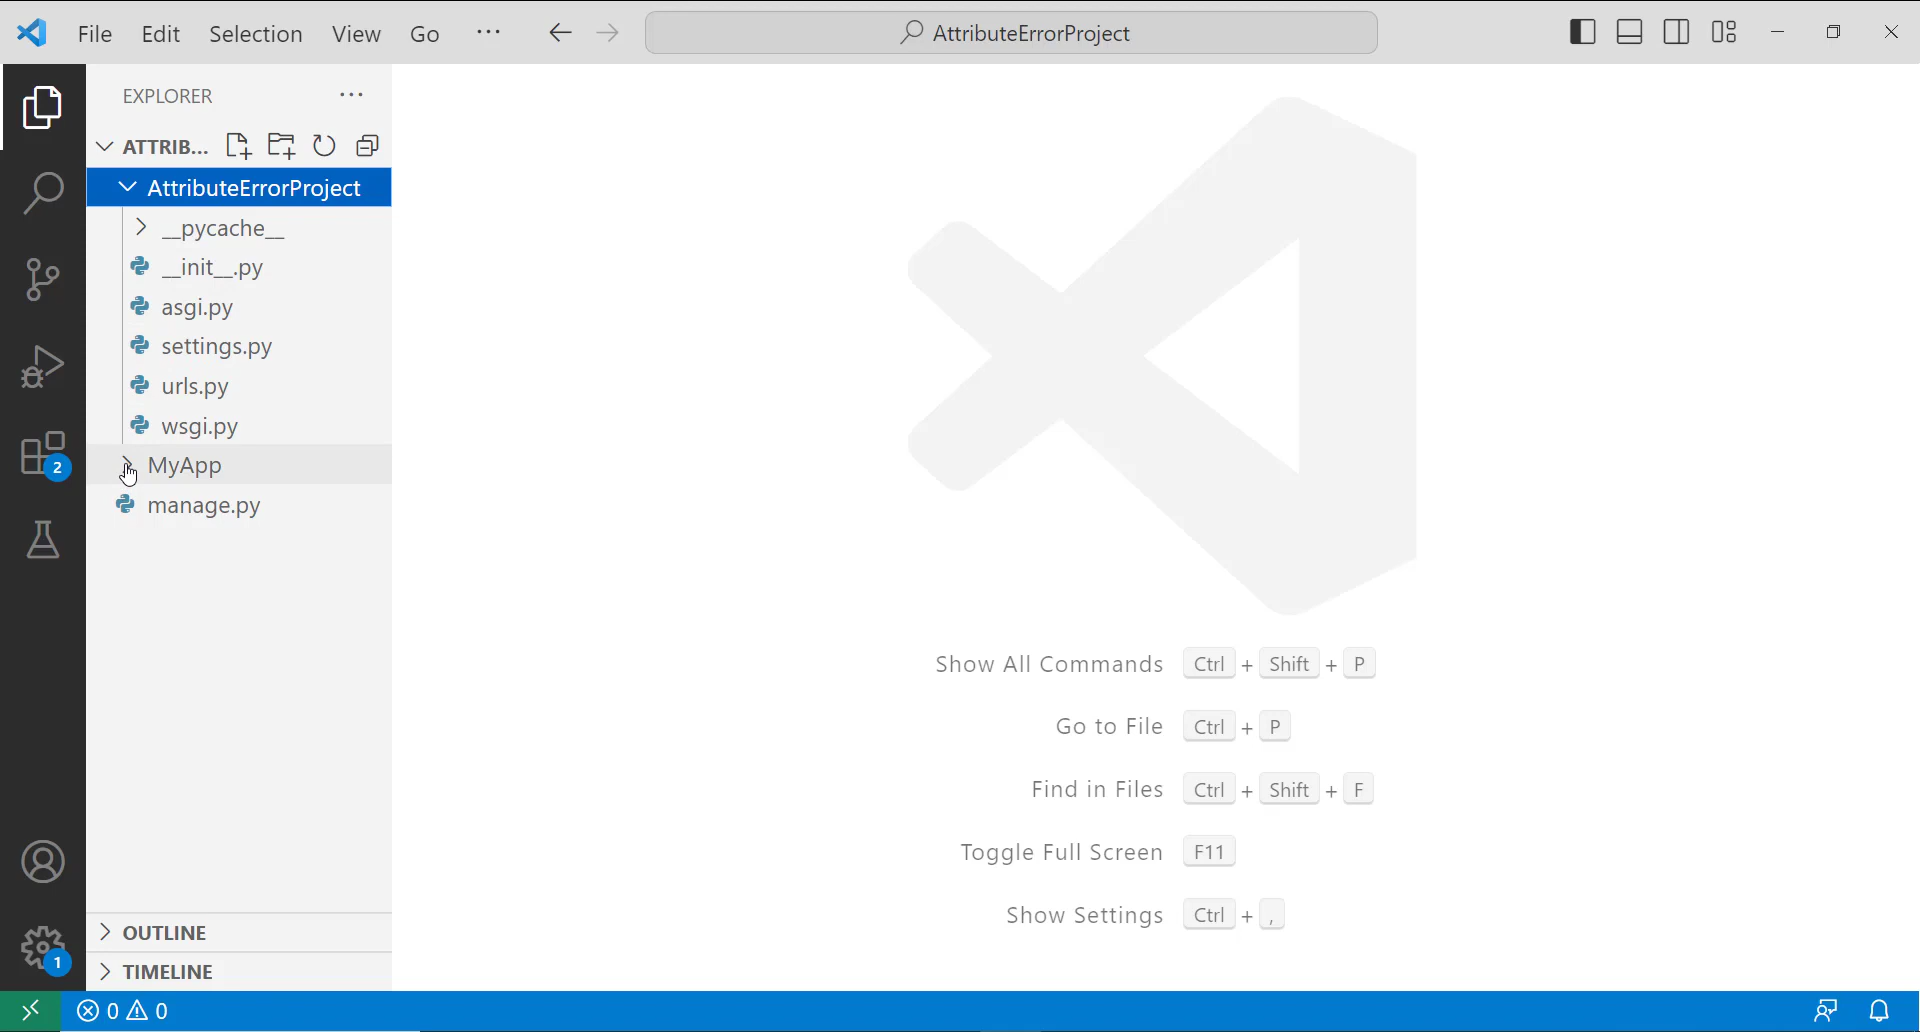 File Edit Selection View Go ··· AttributeErrorProject
EXPLORER ···
ATTRIB...
AttributeErrorProject
__pycache__
__init__.py
asgi.py
settings.py
urls.py
wsgi.py
2
MyApp
manage.py
Show All Commands Ctrl + Shift + P
Go to File Ctrl + P
Find in Files Ctrl + Shift + F
Toggle Full Screen F11
Show Settings Ctrl + ,
OUTLINE
1
TIMELINE
0 0